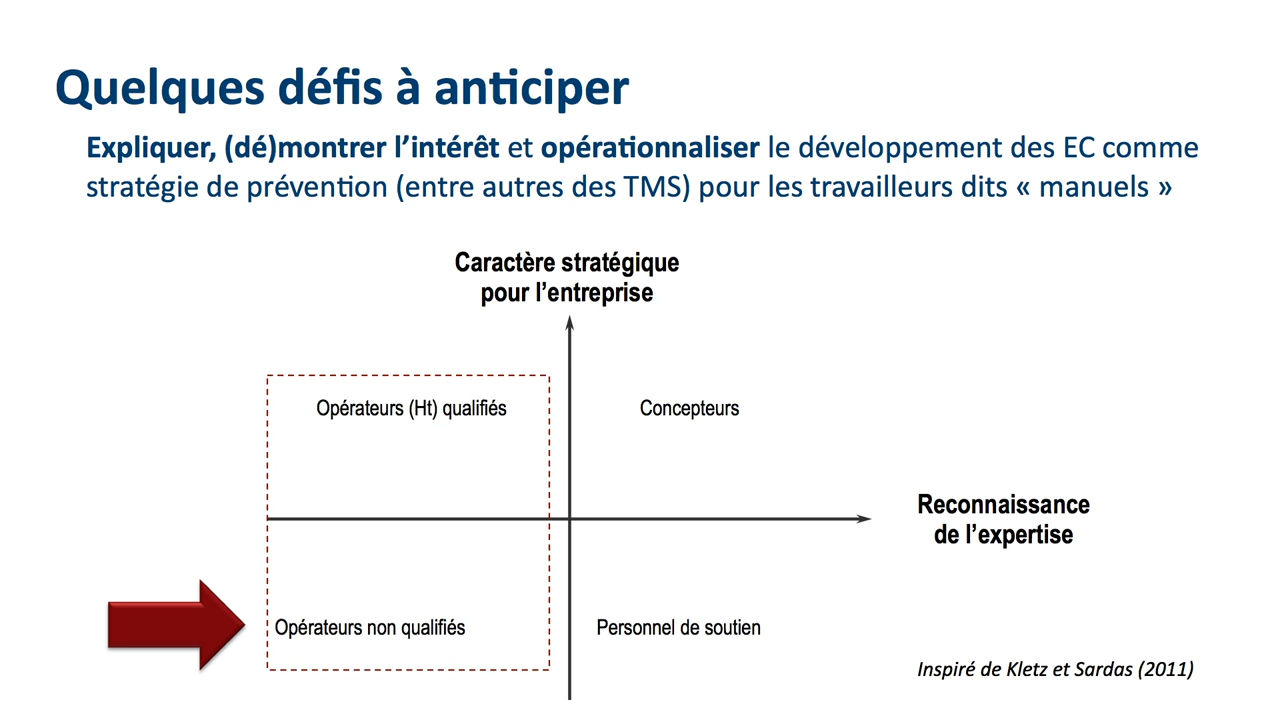 Quelques défis à anticiper
Expliquer, (dé)montrer l’intérêt et opérationnaliser le développement des EC comme
stratégie de prévention (entre autres des TMS) pour les travailleurs dits « manuels »
Caractère stratégique
pour l’entreprise
Opérateurs (Ht) qualifiés
Concepteurs
Reconnaissance
de l’expertise
Opérateurs non qualifiés
Personnel de soutien
Inspiré de Kletz et Sardas (2011)